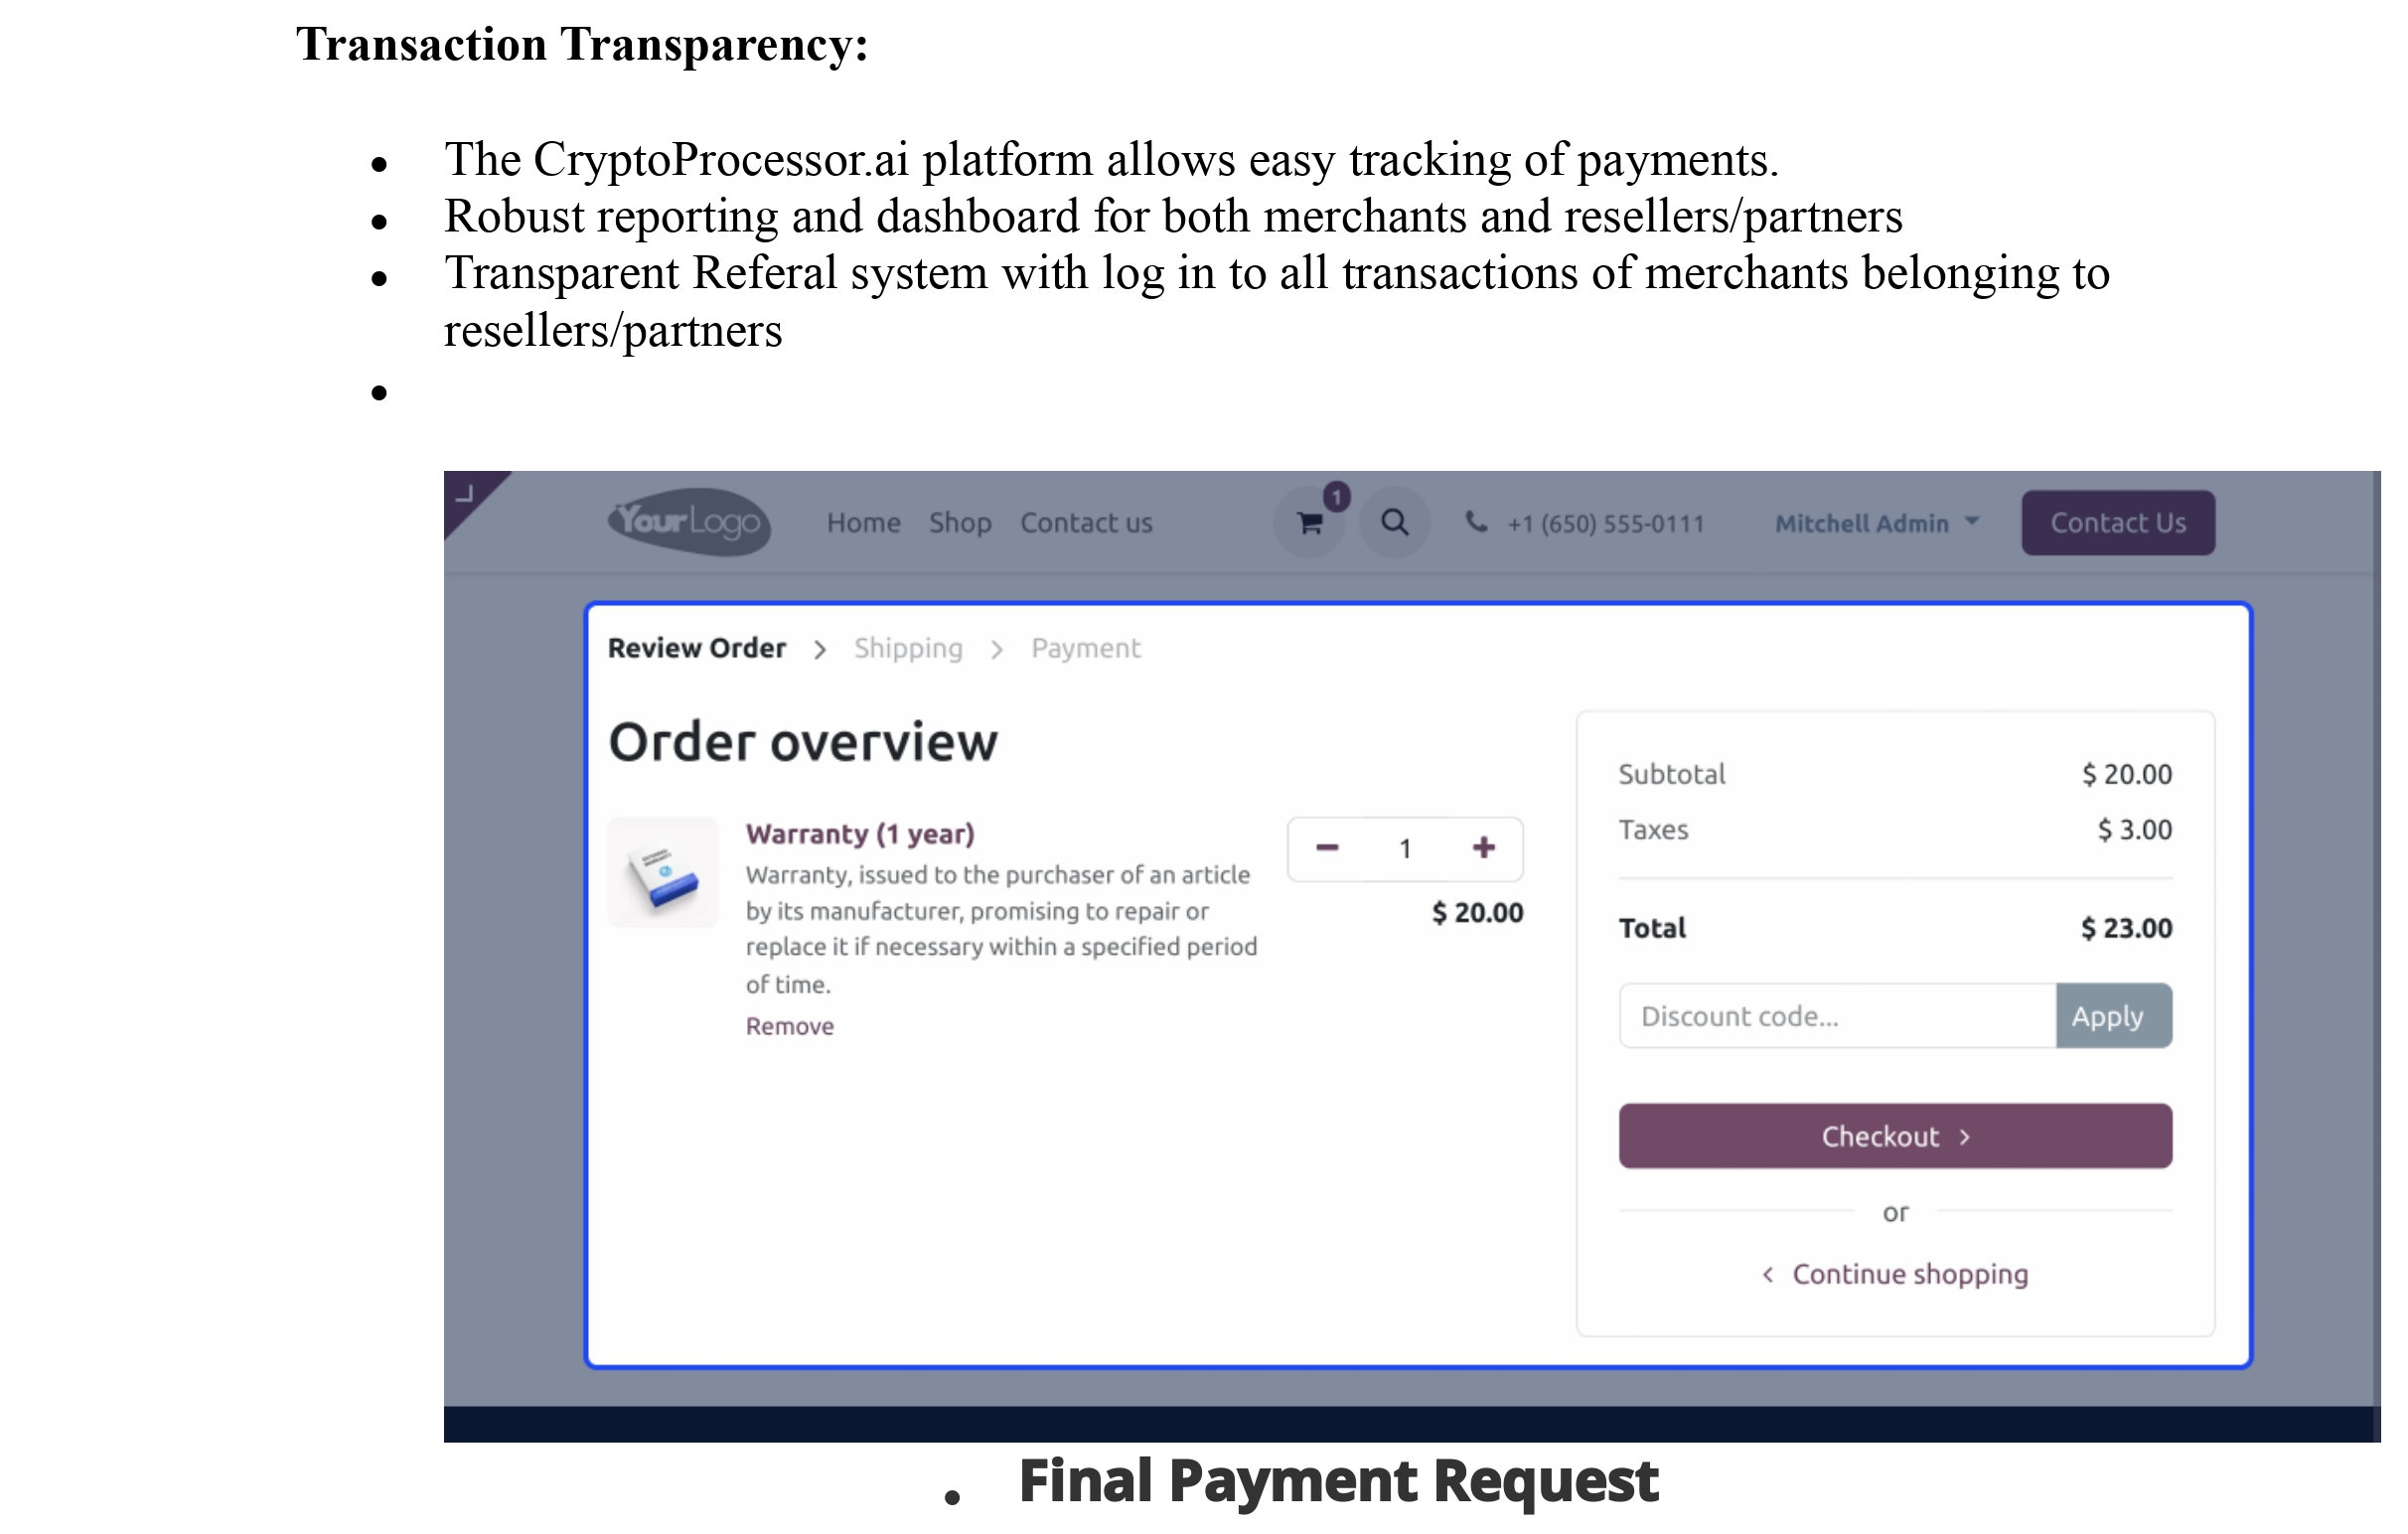 Transaction Transparency:
• The CryptoProcessor.ai platform allows easy tracking of payments.
• Robust reporting and dashboard for both merchants and resellers/partners
• Transparent Referal system with log in to all transactions of merchants belonging to
resellers/partners
•
YourLogo Home Shop Contact us 1 +1 (650) 555-0111 Mitchell Admin Contact Us
Review Order > Shipping > Payment
Order overview
Warranty (1 year)
Warranty, issued to the purchaser of an article
by its manufacturer, promising to repair or
replace it if necessary within a specified period
of time.
Remove
− 1 +
$ 20.00
Subtotal $ 20.00
Taxes $ 3.00
Total $ 23.00
Discount code... Apply
Checkout >
or
< Continue shopping
• Final Payment Request